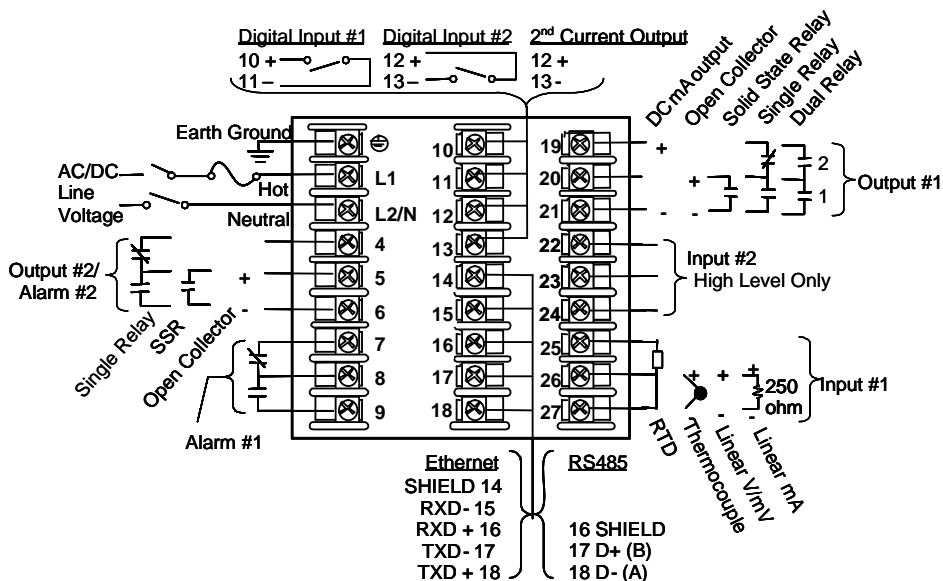 Digital Input #1
10 +
11 –
Digital Input #2
12 +
13 –
2nd Current Output
12 +
13 -
DC mA output
Open Collector
Solid State Relay
Single Relay
Dual Relay
Earth Ground
AC/DC
Line
Voltage
Hot
Neutral
L1
L2/N
4
5
6
7
8
9
10
11
12
13
14
15
16
17
18
19
20
21
22
23
24
25
26
27
+
+
-
-
2
1
Output #1
Output #2/
Alarm #2
+
-
Single Relay
SSR
Open Collector
Alarm #1
Input #2
High Level Only
Input #1
+
+
+
250
ohm
-
-
-
RTD
Thermocouple
Linear V/mV
Linear mA
Ethernet
SHIELD 14
RXD- 15
RXD + 16
TXD- 17
TXD + 18
RS485
16 SHIELD
17 D+ (B)
18 D- (A)